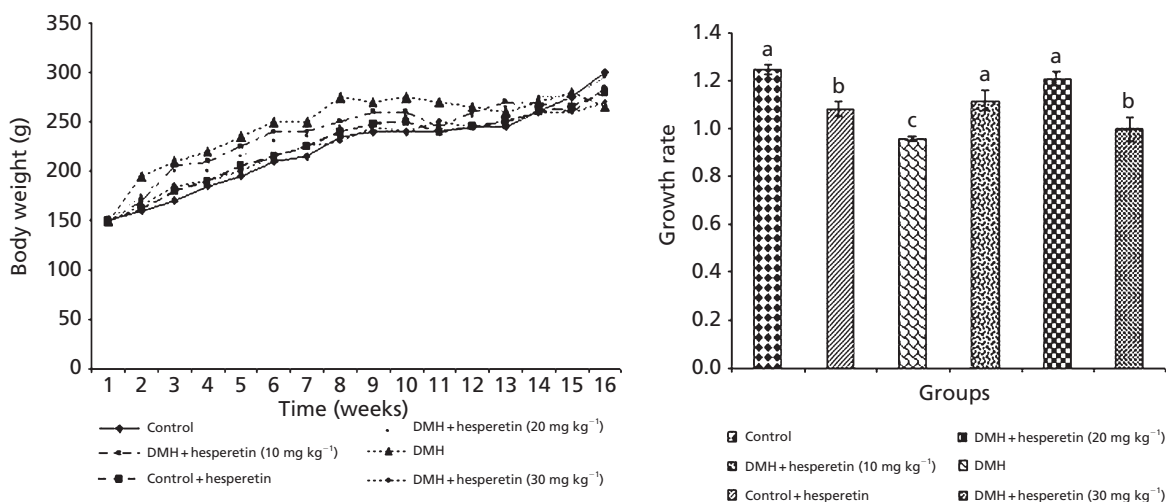 350
300
250
200
150
100
50
0
Body weight (g)
1 2 3 4 5 6 7 8 9 10 11 12 13 14 15 16
Time (weeks)
Control
DMH + hesperetin (20 mg kg⁻¹)
DMH + hesperetin (10 mg kg⁻¹)
DMH
Control + hesperetin
DMH + hesperetin (30 mg kg⁻¹)
1.4
1.2
1.0
0.8
0.6
0.4
0.2
0.0
Growth rate
a b c a a b
Groups
Control
DMH + hesperetin (20 mg kg⁻¹)
DMH + hesperetin (10 mg kg⁻¹)
DMH
Control + hesperetin
DMH + hesperetin (30 mg kg⁻¹)